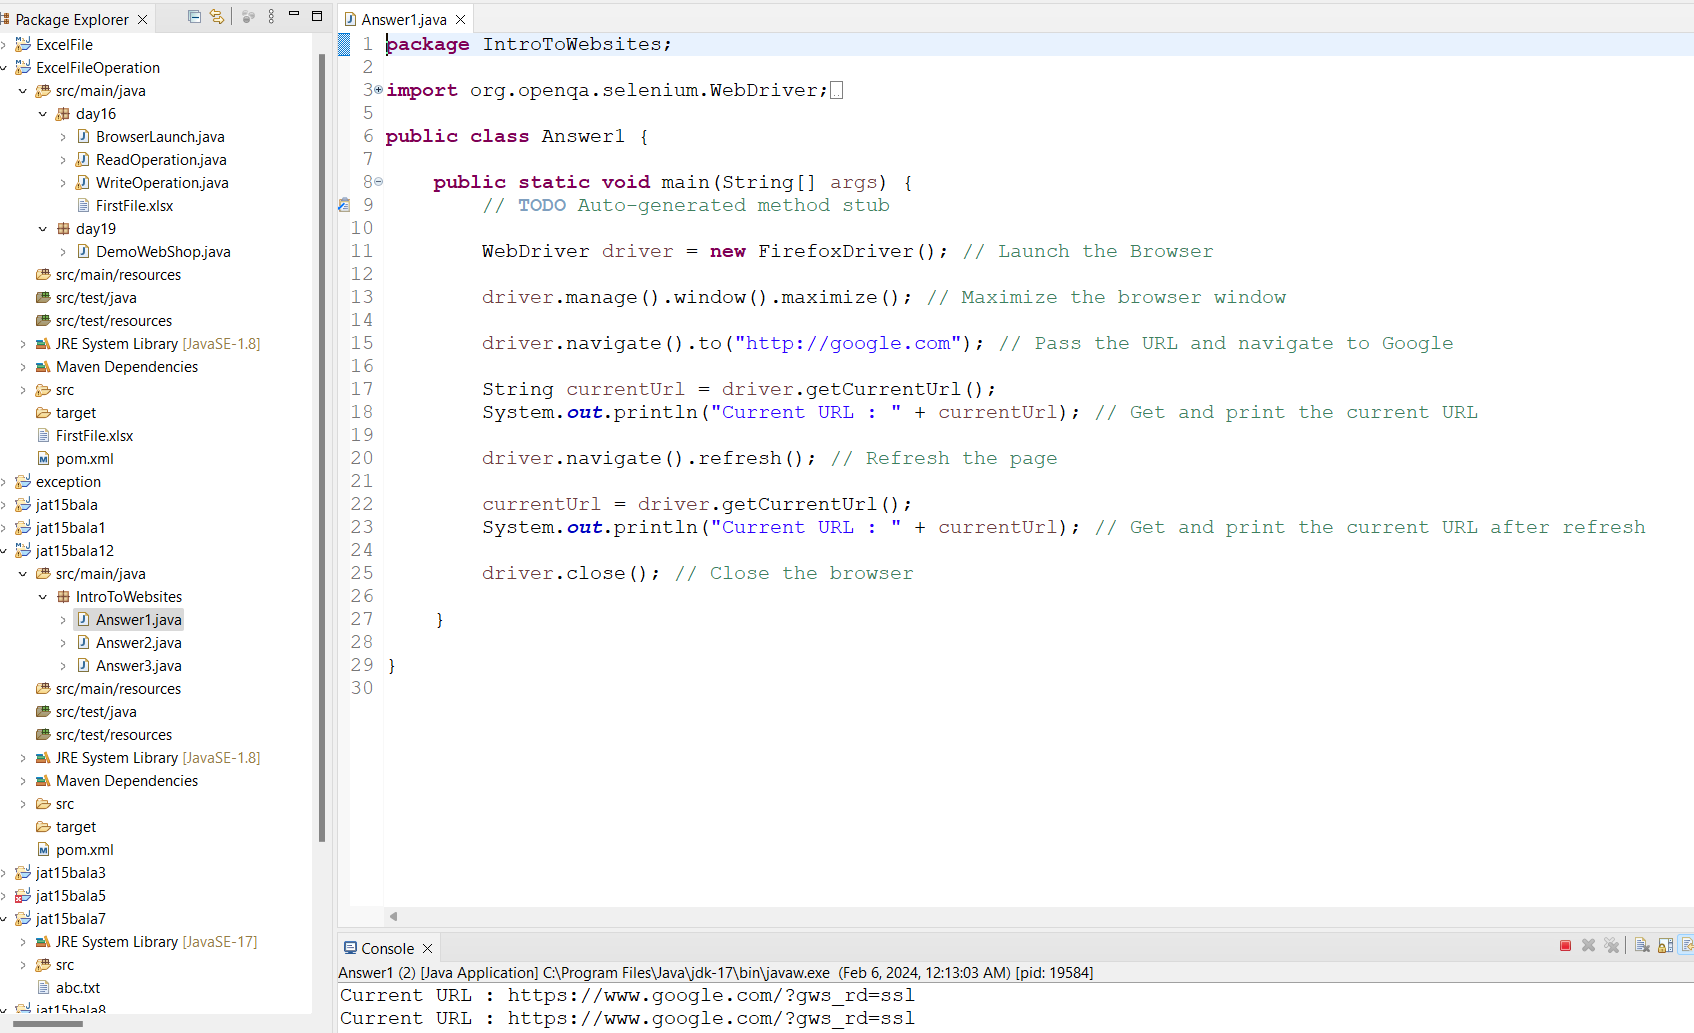 Package Explorer
ExcelFile
ExcelFileOperation
src/main/java
day16
BrowserLaunch.java
ReadOperation.java
WriteOperation.java
FirstFile.xlsx
day19
DemoWebShop.java
src/main/resources
src/test/java
src/test/resources
JRE System Library [JavaSE-1.8]
Maven Dependencies
src
target
FirstFile.xlsx
pom.xml
exception
jat15bala
jat15bala1
jat15bala12
src/main/java
IntroToWebsites
Answer1.java
Answer2.java
Answer3.java
src/main/resources
src/test/java
src/test/resources
JRE System Library [JavaSE-1.8]
Maven Dependencies
src
target
pom.xml
jat15bala3
jat15bala5
jat15bala7
JRE System Library [JavaSE-17]
src
abc.txt
jat15bala8
Answer1.java
1 package IntroToWebsites;
2
3 import org.openqa.selenium.WebDriver;
5
6 public class Answer1 {
7
8 public static void main(String[] args) {
9 // TODO Auto-generated method stub
10
11 WebDriver driver = new FirefoxDriver(); // Launch the Browser
12
13 driver.manage().window().maximize(); // Maximize the browser window
14
15 driver.navigate().to("http://google.com"); // Pass the URL and navigate to Google
16
17 String currentUrl = driver.getCurrentUrl();
18 System.out.println("Current URL : " + currentUrl); // Get and print the current URL
19
20 driver.navigate().refresh(); // Refresh the page
21
22 currentUrl = driver.getCurrentUrl();
23 System.out.println("Current URL : " + currentUrl); // Get and print the current URL after refresh
24
25 driver.close(); // Close the browser
26
27 }
28
29 }
30
Console
Answer1 (2) [Java Application] C:\Program Files\Java\jdk-17\bin\javaw.exe (Feb 6, 2024, 12:13:03 AM) [pid: 19584]
Current URL : https://www.google.com/?gws_rd=ssl
Current URL : https://www.google.com/?gws_rd=ssl